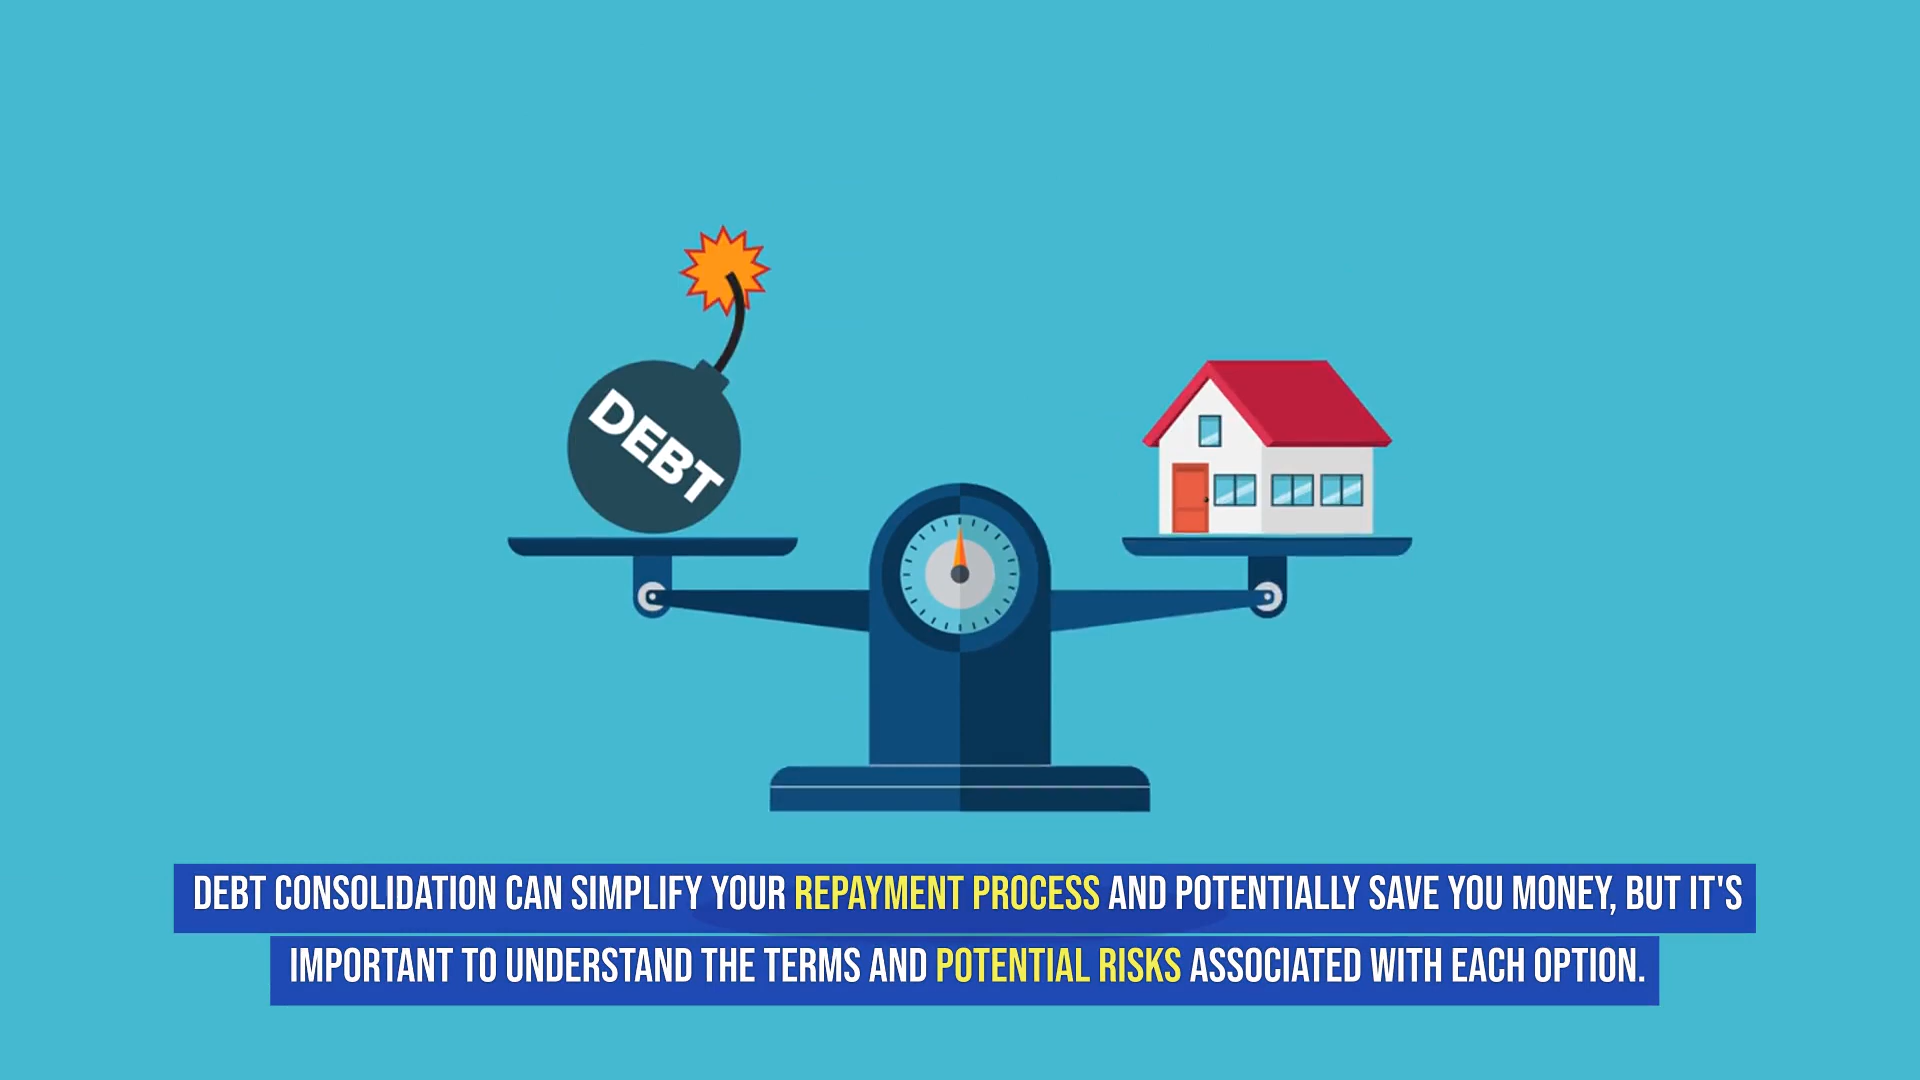 DEBT
DEBT CONSOLIDATION CAN SIMPLIFY YOUR REPAYMENT PROCESS AND POTENTIALLY SAVE YOU MONEY, BUT IT'S
IMPORTANT TO UNDERSTAND THE TERMS AND POTENTIAL RISKS ASSOCIATED WITH EACH OPTION.